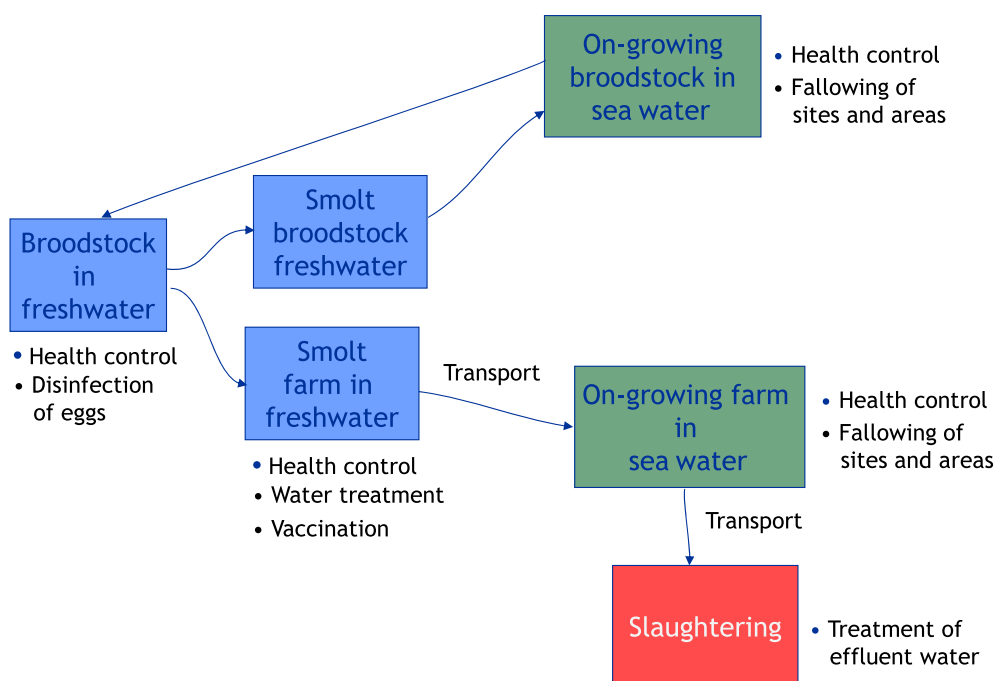 On-growing
broodstock in
sea water
• Health control
• Fallowing of
sites and areas
Smolt
broodstock
freshwater
Broodstock
in
freshwater
• Health control
• Disinfection
of eggs
Smolt
farm in
freshwater
• Health control
• Water treatment
• Vaccination
Transport
On-growing farm
in
sea water
• Health control
• Fallowing of
sites and areas
Transport
Slaughtering
• Treatment of
effluent water